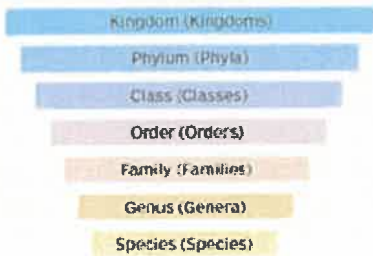 Kingdom (Kingdoms)
Phylum (Phyla)
Class (Classes)
Order (Orders)
Family (Families)
Genus (Genera)
Species (Species)